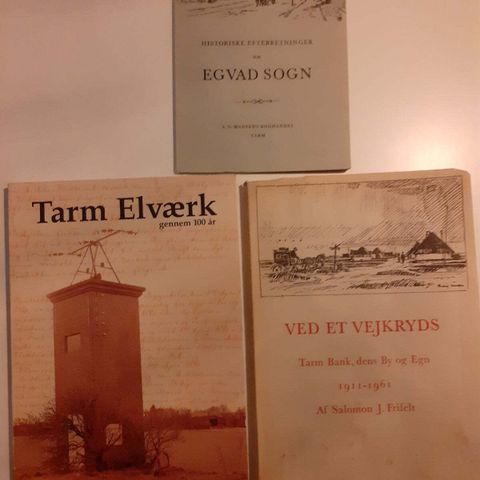 HISTORISKE EFTERRETNINGER
OM
EGVAD SOGN
TARM
Tarm Elværk
gennem 100 år
VED ET VEJKRYDS
Tarm Bank, dens By og Egn
1911-1961
Af Salomon J. Frifelt